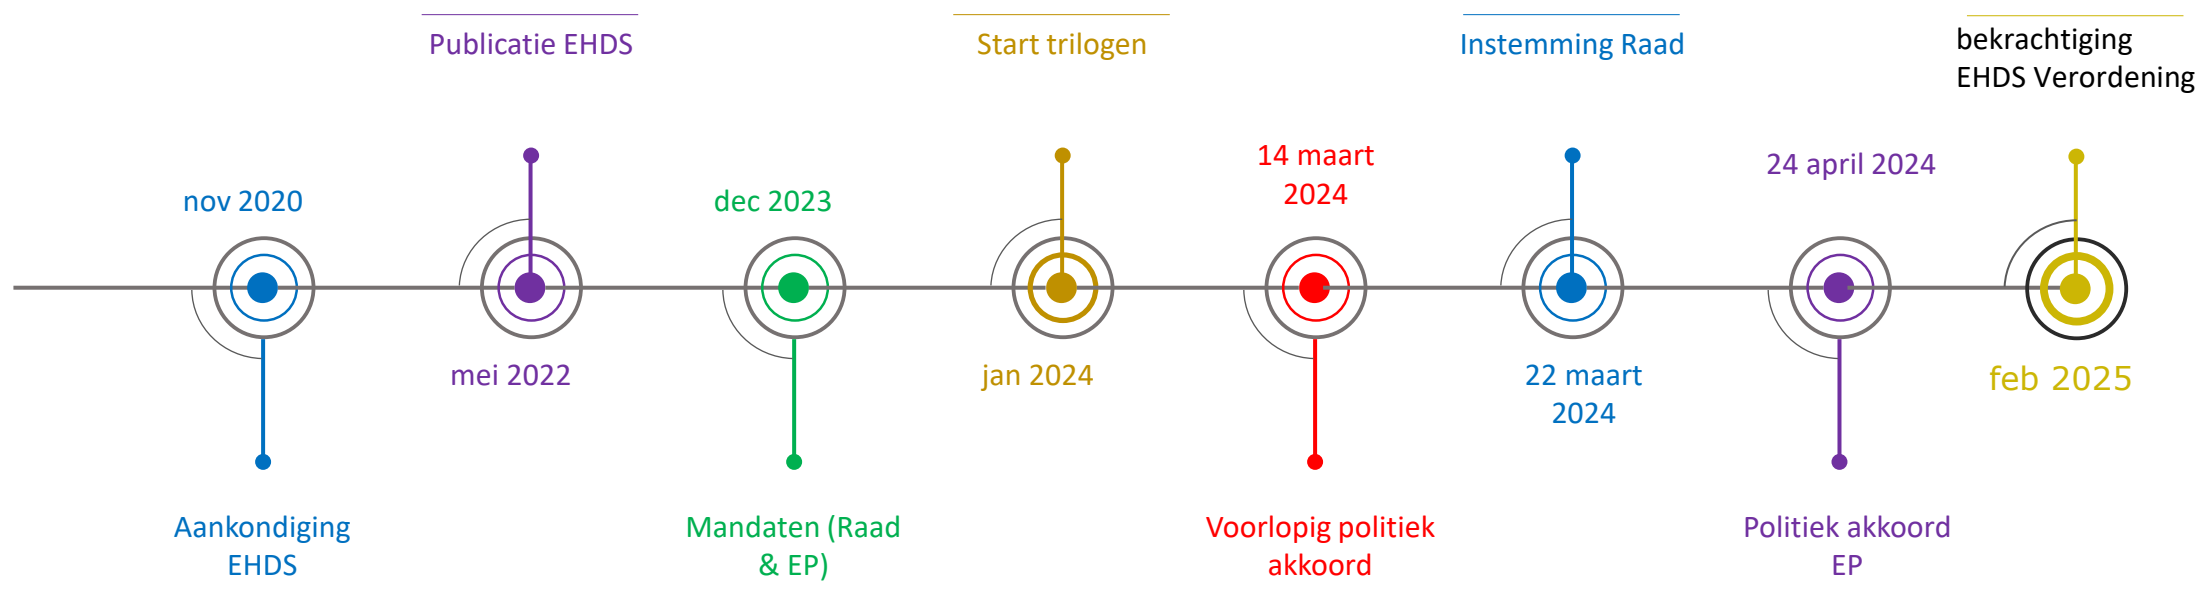 Publicatie EHDS
Start trilogen
Instemming Raad
bekrachtiging
EHDS Verordening
nov 2020
dec 2023
14 maart
2024
24 april 2024
mei 2022
jan 2024
22 maart
2024
feb 2025
Aankondiging
EHDS
Mandaten (Raad
& EP)
Voorlopig politiek
akkoord
Politiek akkoord
EP